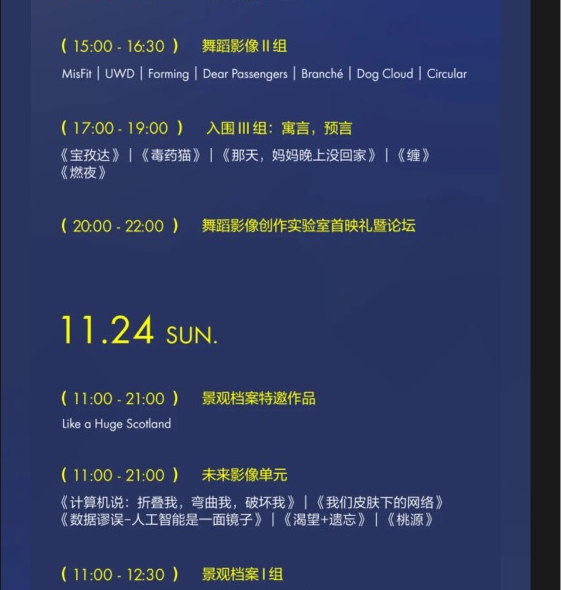 ( 15:00 - 16:30 ) 舞蹈影像 II 组
MisFit | UWD | Forming | Dear Passengers | Branché | Dog Cloud | Circular
( 17:00 - 19:00 ) 入围 III 组：寓言，预言
《宝孜达》 | 《毒药猫》 | 《那天，妈妈晚上没回家》 | 《缠》
《燃夜》
( 20:00 - 22:00 ) 舞蹈影像创作实验室首映礼暨论坛
11.24 SUN.
( 11:00 - 21:00 ) 景观档案特邀作品
Like a Huge Scotland
( 11:00 - 21:00 ) 未来影像单元
《计算机说：折叠我，弯曲我，破坏我》 | 《我们皮肤下的网络》
《数据谬误-人工智能是一面镜子》 | 《渴望+遗忘》 | 《桃源》
( 11:00 - 12:30 ) 景观档案 I 组